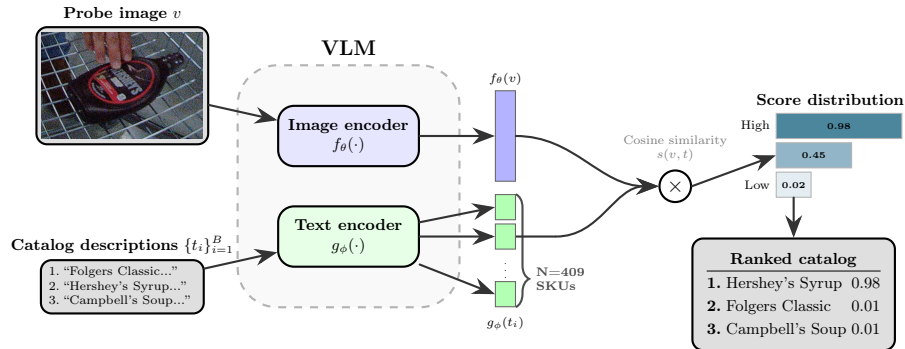 Probe image v
VLM
Image encoder
f_θ(·)
Text encoder
g_ϕ(·)
Catalog descriptions {t_i}_{i=1}^B
1. “Folgers Classic...”
2. “Hershey's Syrup...”
3. “Campbell's Soup...”
f_θ(v)
N=409
SKUs
g_ϕ(t_i)
Cosine similarity
s(v, t)
×
Score distribution
High
0.98
0.45
Low
0.02
Ranked catalog
1. Hershey's Syrup 0.98
2. Folgers Classic 0.01
3. Campbell's Soup 0.01